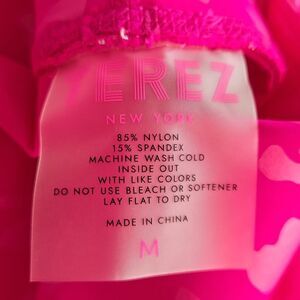 TEREZ
NEW YORK
85% NYLON
15% SPANDEX
MACHINE WASH COLD
INSIDE OUT
WITH LIKE COLORS
DO NOT USE BLEACH OR SOFTENER
LAY FLAT TO DRY
MADE IN CHINA
M